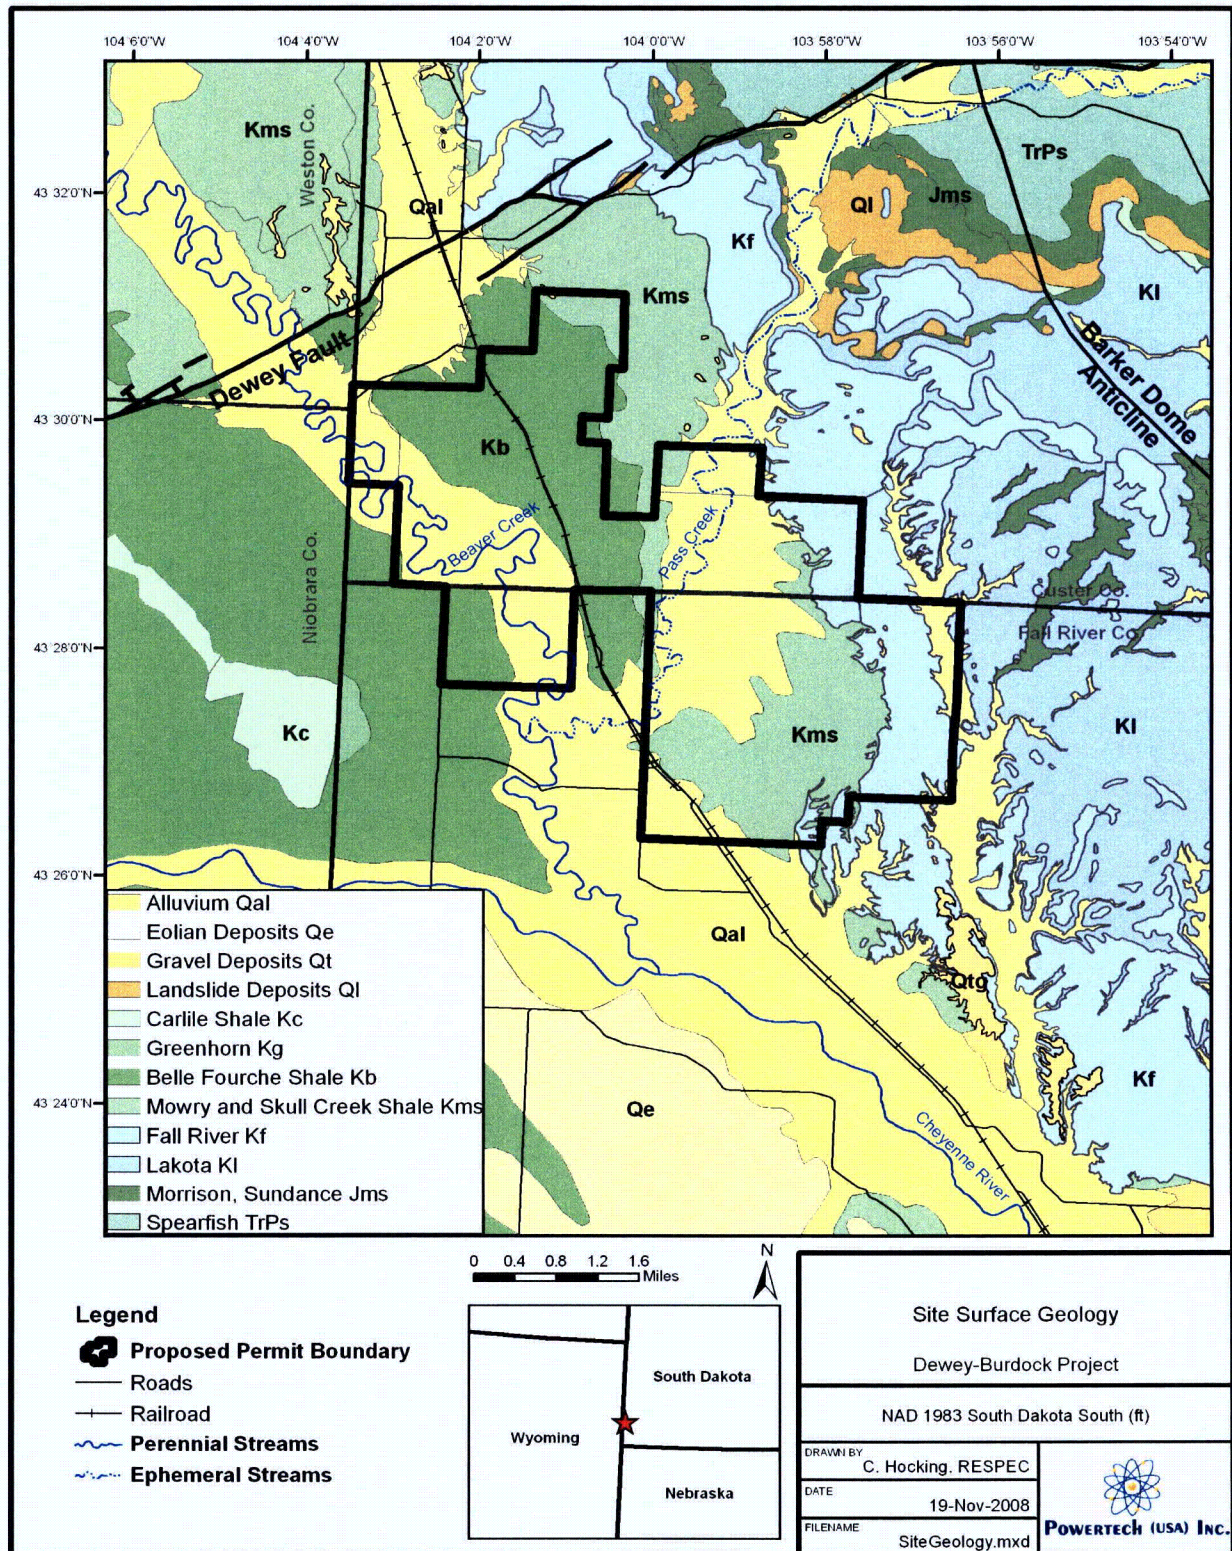 104°6'0"W 104°4'0"W 104°2'0"W 104°0'0"W 103°58'0"W 103°56'0"W 103°54'0"W
Kms
Weston Co.
TrPs
43°32'0"N
Qal
Ql
Jms
Kf
Kms
Kl
Dewey Fault
Barker Dome
Anticline
43°30'0"N
Kb
Beaver Creek
Pass Creek
Niobrara Co.
Custer Co.
Fall River Co.
43°28'0"N
Kc
Kms
Kl
43°26'0"N
Alluvium Qal
Eolian Deposits Qe
Gravel Deposits Qt
Landslide Deposits Ql
Carlile Shale Kc
Greenhorn Kg
Belle Fourche Shale Kb
Mowry and Skull Creek Shale Kms
Fall River Kf
Lakota Kl
Morrison, Sundance Jms
Spearfish TrPs
Qal
Qtg
Kf
43°24'0"N
Qe
Cheyenne River
0 0.4 0.8 1.2 1.6
Miles
N
Legend
Proposed Permit Boundary
Roads
Railroad
Perennial Streams
Ephemeral Streams
South Dakota
Wyoming
Nebraska
Site Surface Geology
Dewey-Burdock Project
NAD 1983 South Dakota South (ft)
DRAWN BY
C. Hocking, RESPEC
DATE
19-Nov-2008
FILENAME
SiteGeology.mxd
POWERTECH (USA) INC.